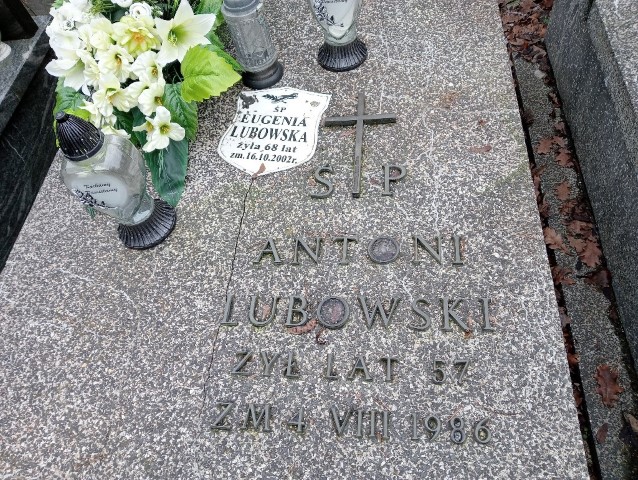 ŚP
EUGENIA
LUBOWSKA
żyła 68 lat
zm. 16.10.2002r.
Ś P
ANTONI
LUBOWSKI
ŻYŁ LAT 57
ZM 4 VIII 1986